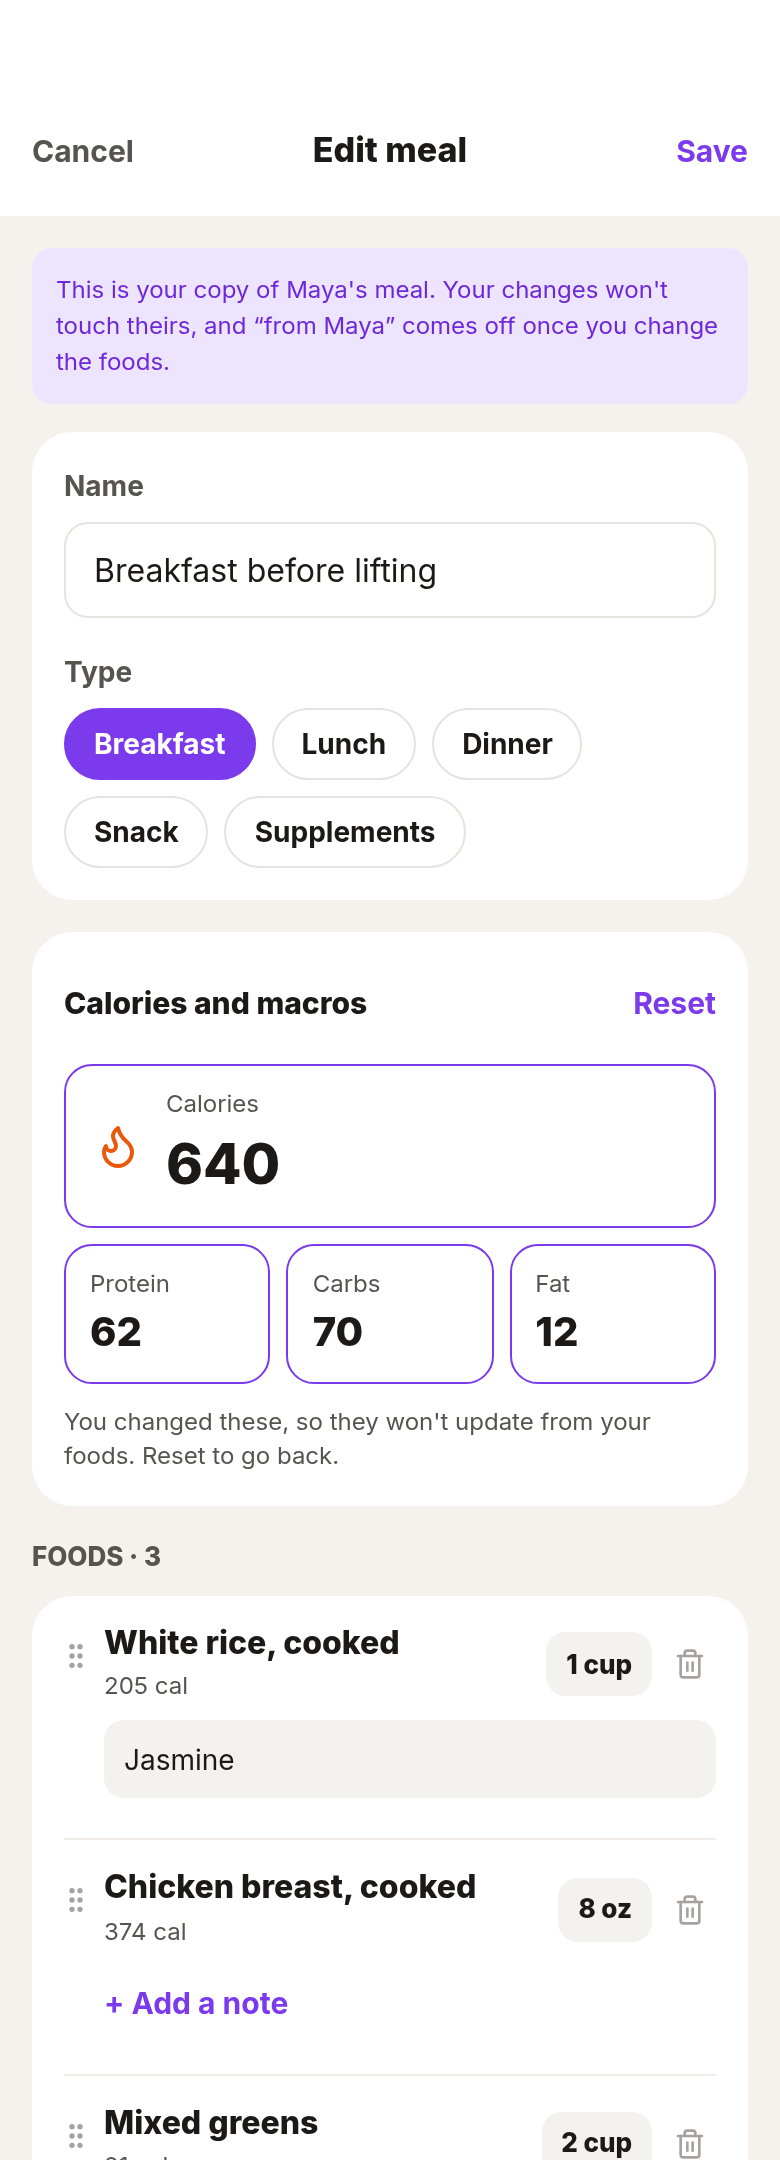 Cancel
Edit meal
Save
This is your copy of Maya's meal. Your changes won't
touch theirs, and “from Maya” comes off once you change
the foods.
Name
Breakfast before lifting
Type
Breakfast
Lunch
Dinner
Snack
Supplements
Calories and macros
Reset
Calories
640
Protein
Carbs
Fat
62
70
12
You changed these, so they won't update from your
foods. Reset to go back.
FOODS · 3
White rice, cooked
205 cal
1 cup
Jasmine
Chicken breast, cooked
374 cal
8 oz
+ Add a note
Mixed greens
2 cup